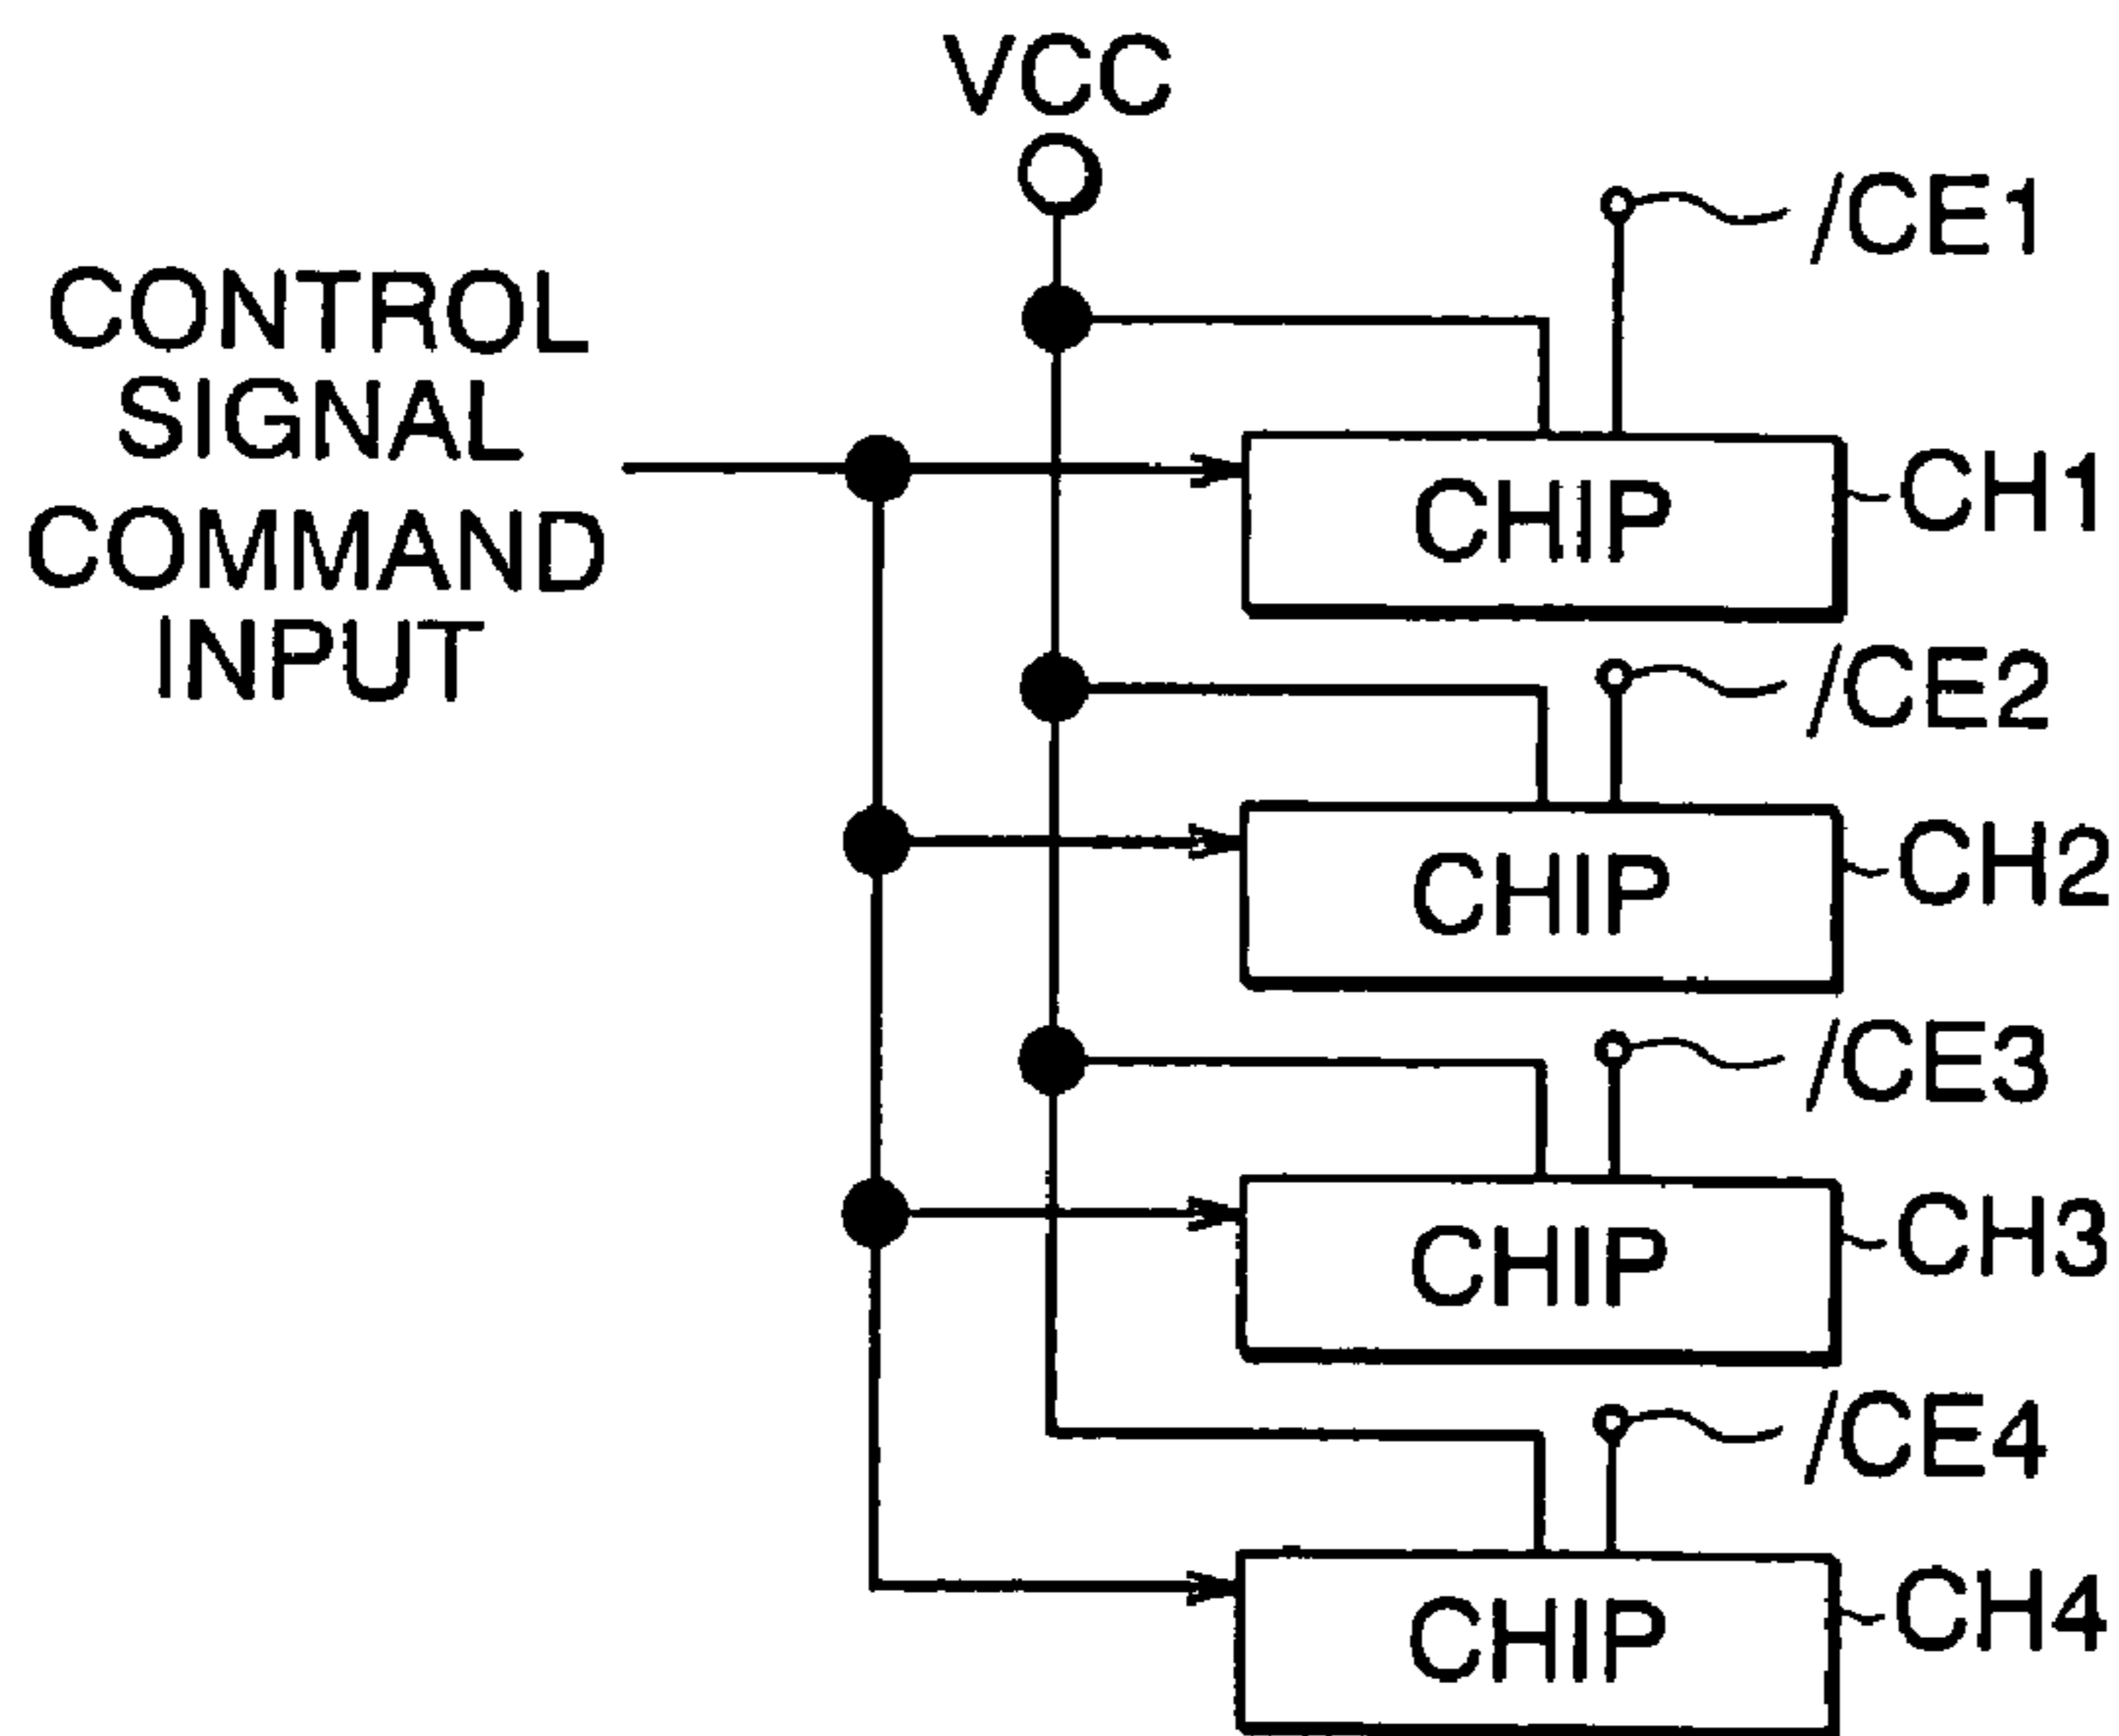 VCC
/CE1
CONTROL
SIGNAL
COMMAND
INPUT
CHIP
CH1
/CE2
CHIP
CH2
/CE3
CHIP
CH3
/CE4
CHIP
CH4